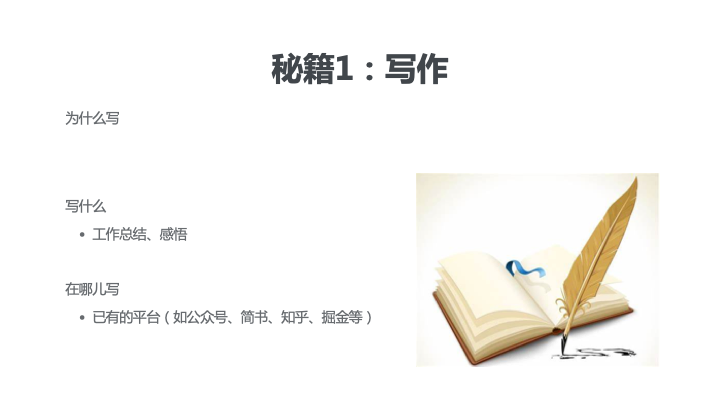 秘籍1：写作
为什么写
写什么
• 工作总结、感悟
在哪儿写
• 已有的平台（如公众号、简书、知乎、掘金等）